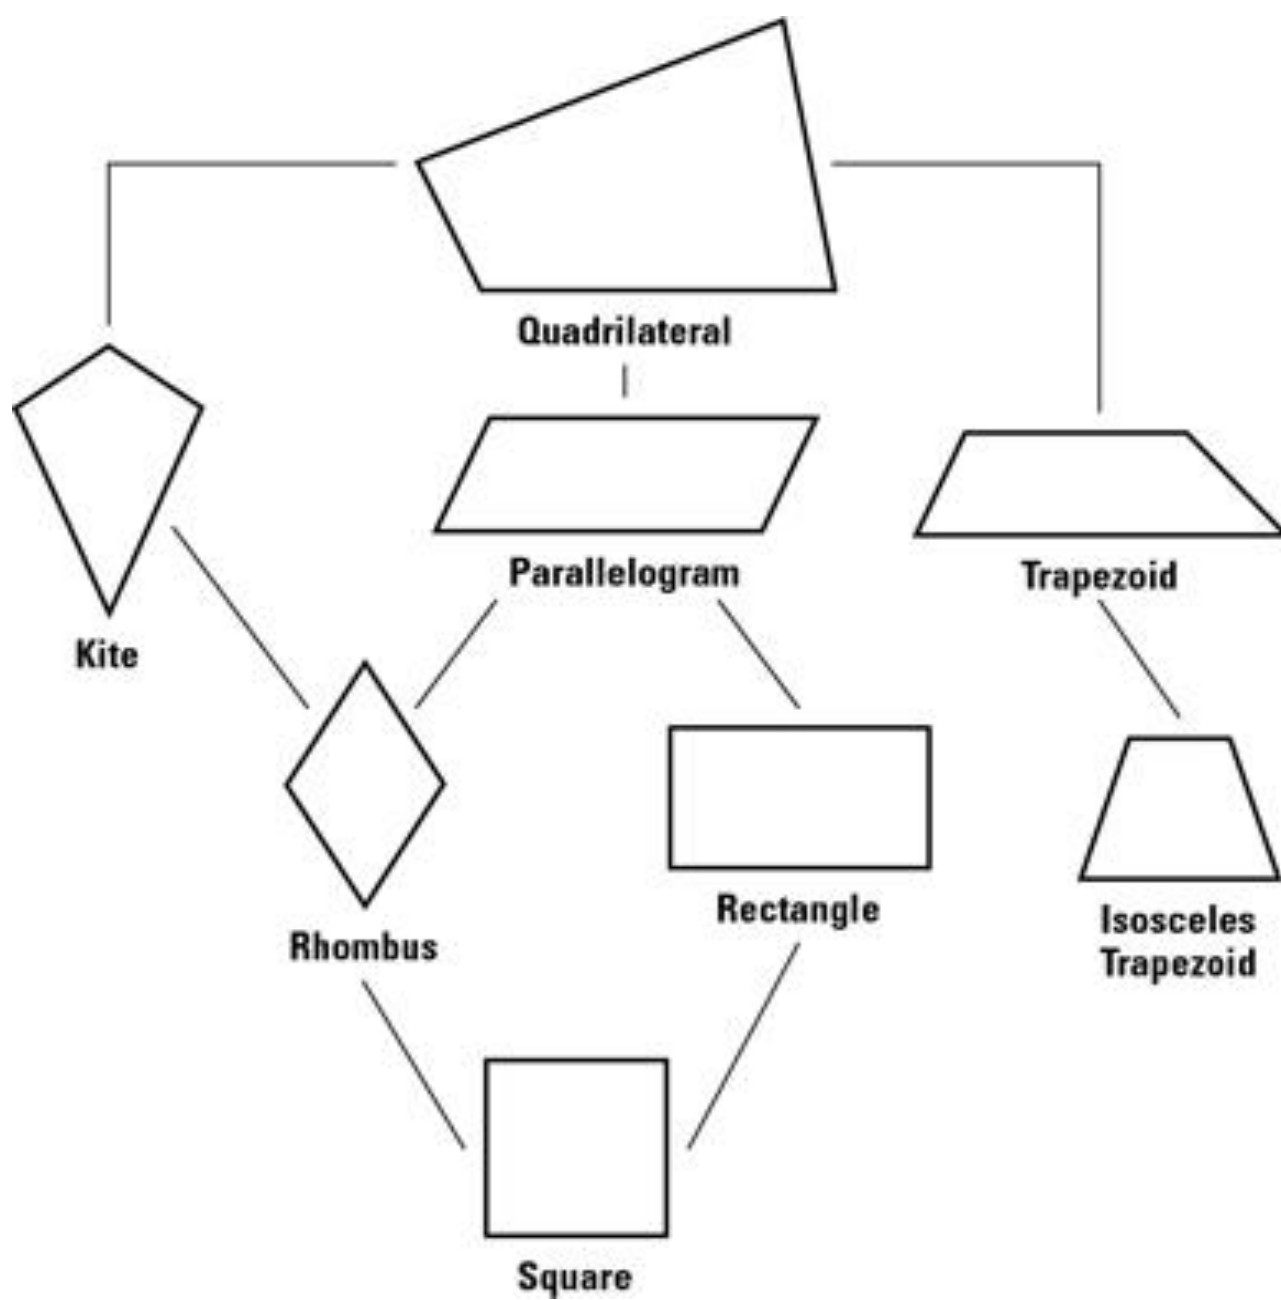 Quadrilateral
Parallelogram
Trapezoid
Kite
Rectangle
Isosceles
Trapezoid
Rhombus
Square